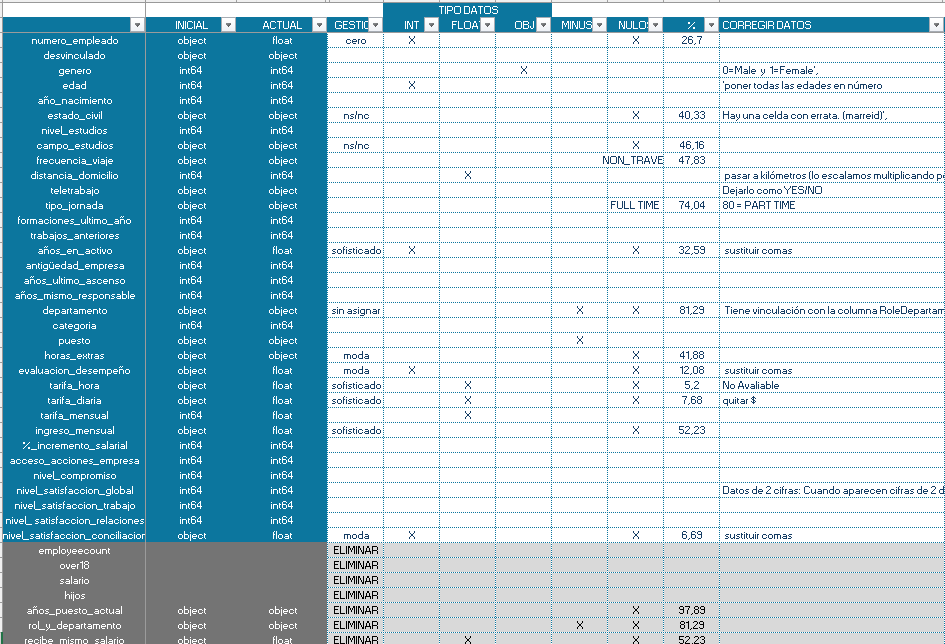 TIPO DATOS
INICIAL ACTUAL GESTIC INT FLOA OBJ MINUS NULOS % CORREGIR DATOS
numero_empleado object float cero X X 26,7
desvinculado object object
genero int64 int64 X 0=Male y 1=Female',
edad int64 int64 X 'poner todas las edades en número
año_nacimiento int64 int64
estado_civil object object ns/nc X 40,33 Hay una celda con errata. (marreid)',
nivel_estudios int64 int64
campo_estudios object object ns/nc X 46,16
frecuencia_viaje object object NON_TRAVE 47,83
distancia_domicilio int64 int64 X pasar a kilómetros (lo escalamos multiplicando p
teletrabajo object object Dejarlo como YES/NO
tipo_jornada object object FULL TIME 74,04 80 = PART TIME
formaciones_ultimo_año int64 int64
trabajos_anteriores int64 int64
años_en_activo object float sofisticado X X 32,59 sustituir comas
antigüedad_empresa int64 int64
años_ultimo_ascenso int64 int64
años_mismo_responsable int64 int64
departamento object object sin asignar X X 81,29 Tiene vinculación con la columna RoleDepartam
categoria int64 int64
puesto object object X
horas_extras object object moda X 41,88
evaluacion_desempeño object float moda X X 12,08 sustituir comas
tarifa_hora object float sofisticado X X 5,2 No Avaliable
tarifa_diaria object float sofisticado X X 7,68 quitar $
tarifa_mensual int64 float X
ingreso_mensual object float sofisticado X 52,23
%_incremento_salarial int64 int64
acceso_acciones_empresa int64 int64
nivel_compromiso int64 int64
nivel_satisfaccion_global int64 int64 Datos de 2 cifras: Cuando aparecen cifras de 2 d
nivel_satisfaccion_trabajo int64 int64
nivel_ satisfaccion_relaciones int64 int64
nivel_satisfaccion_conciliacion object float moda X X 6,69 sustituir comas
employeecount ELIMINAR
over18 ELIMINAR
salario ELIMINAR
hijos ELIMINAR
años_puesto_actual object object ELIMINAR X 97,89
rol_y_departamento object object ELIMINAR X X 81,29
recibe_mismo_salario object float ELIMINAR X X 52,23